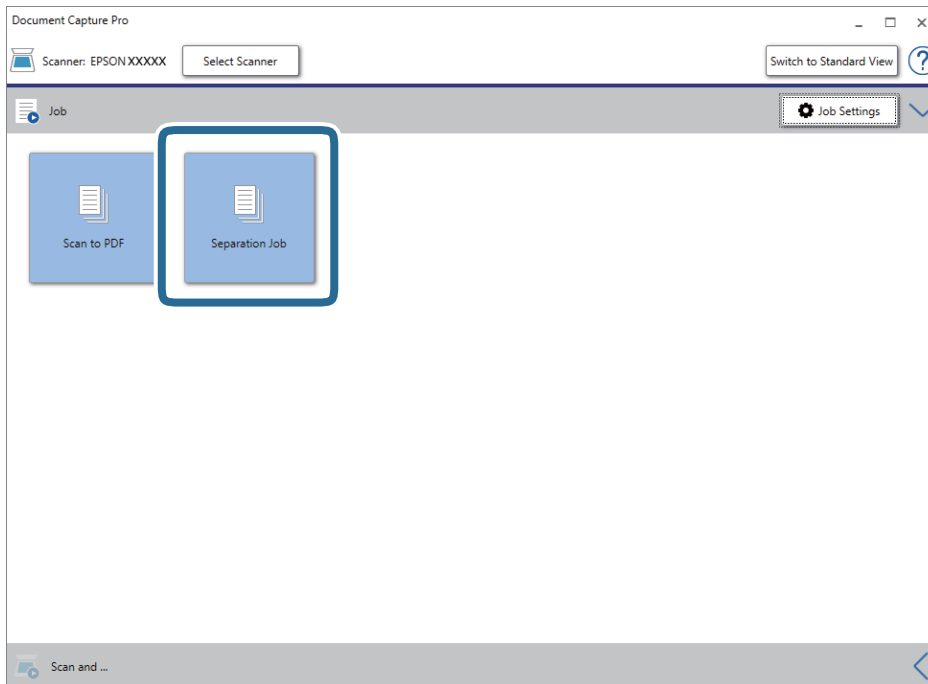 Document Capture Pro
Scanner: EPSON XXXXX Select Scanner Switch to Standard View ?
Job Job Settings
Scan to PDF Separation Job
Scan and ...